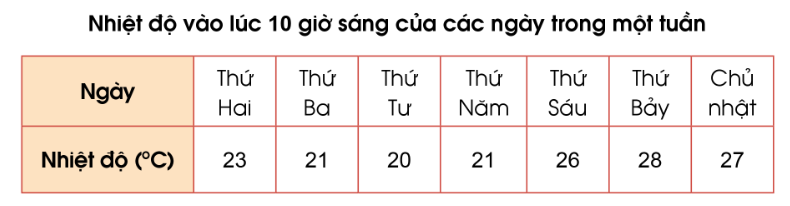 Nhiệt độ vào lúc 10 giờ sáng của các ngày trong một tuần
Ngày Thứ Hai Thứ Ba Thứ Tư Thứ Năm Thứ Sáu Thứ Bảy Chủ nhật
Nhiệt độ (°C) 23 21 20 21 26 28 27